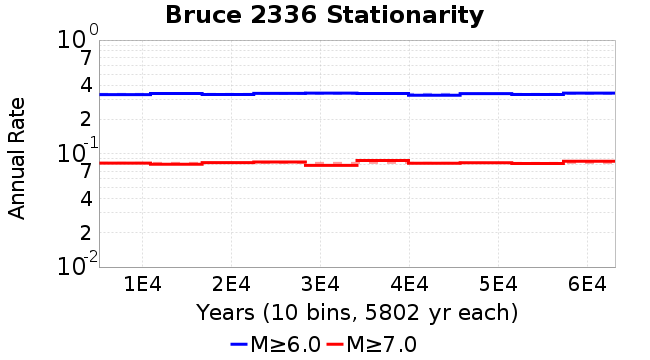 Bruce 2336 Stationarity
Annual Rate
10^0
7
4
2
10^-1
7
4
2
10^-2
1E4 2E4 3E4 4E4 5E4 6E4
Years (10 bins, 5802 yr each)
M≥6.0 M≥7.0